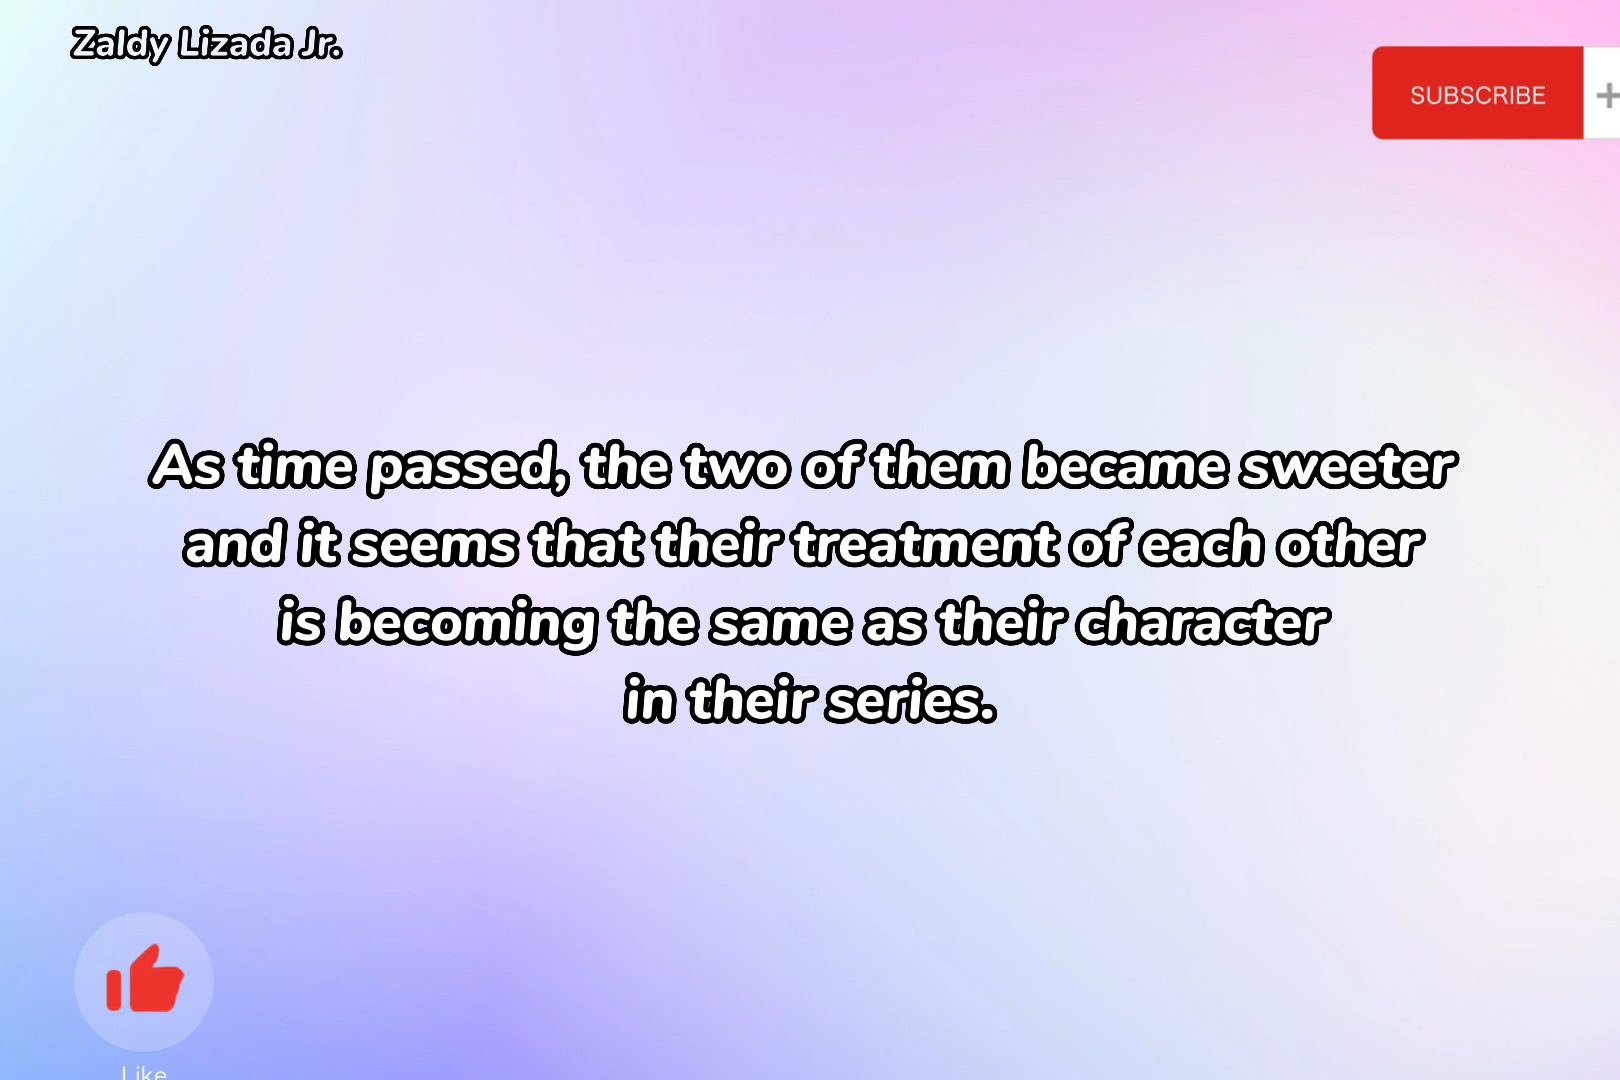 Zaldy Lizada Jr.
SUBSCRIBE
As time passed, the two of them became sweeter
and it seems that their treatment of each other
is becoming the same as their character
in their series.
Like